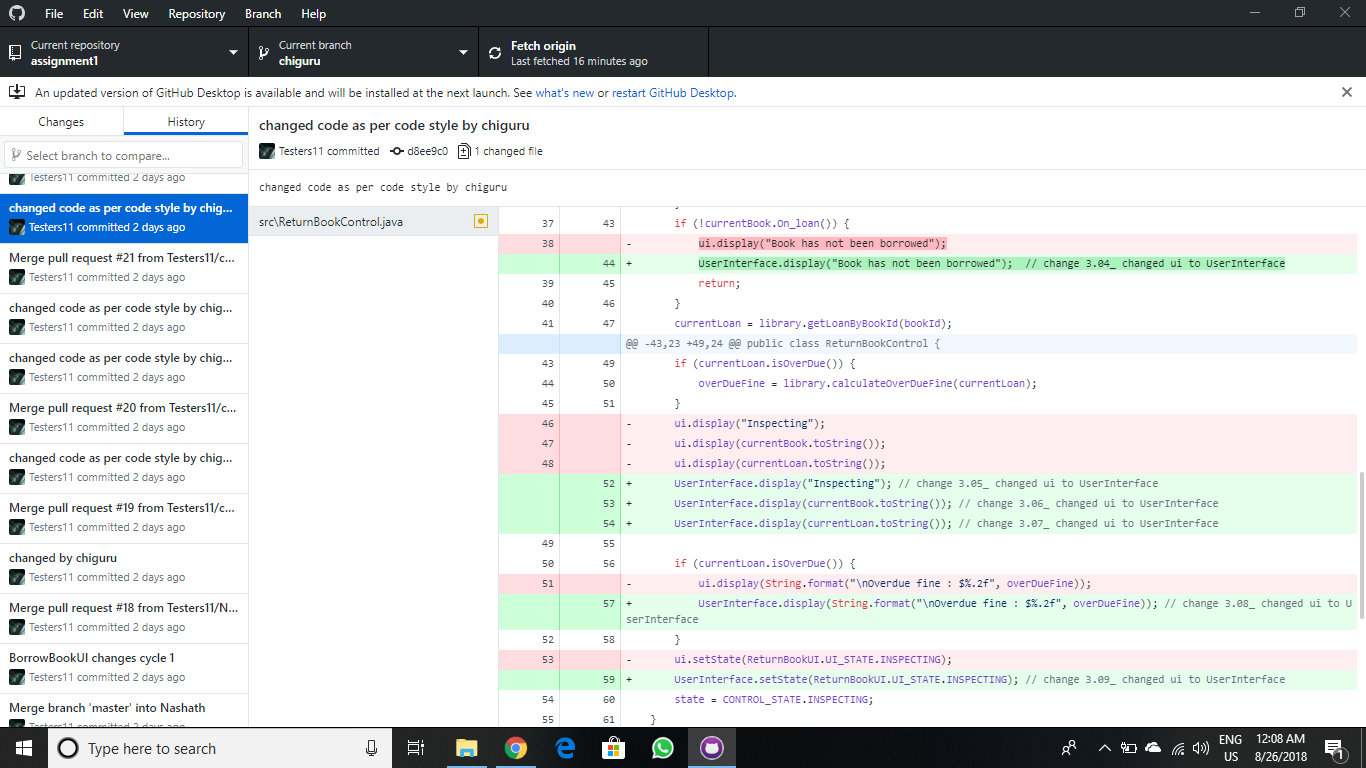 File Edit View Repository Branch Help
Current repository
assignment1
Current branch
chiguru
Fetch origin
Last fetched 16 minutes ago
An updated version of GitHub Desktop is available and will be installed at the next launch. See what's new or restart GitHub Desktop.
Changes History
Select branch to compare...
Testers11 committed 2 days ago
changed code as per code style by chig...
Testers11 committed 2 days ago
Merge pull request #21 from Testers11/c...
Testers11 committed 2 days ago
changed code as per code style by chig...
Testers11 committed 2 days ago
changed code as per code style by chig...
Testers11 committed 2 days ago
Merge pull request #20 from Testers11/c...
Testers11 committed 2 days ago
changed code as per code style by chig...
Testers11 committed 2 days ago
Merge pull request #19 from Testers11/c...
Testers11 committed 2 days ago
changed by chiguru
Testers11 committed 2 days ago
Merge pull request #18 from Testers11/N...
Testers11 committed 2 days ago
BorrowBookUI changes cycle 1
Testers11 committed 2 days ago
Merge branch 'master' into Nashath
Testers11 committed 2 days ago
changed code as per code style by chiguru
Testers11 committed d8ee9c0 1 changed file
changed code as per code style by chiguru
src\ReturnBookControl.java
37 43 if (!currentBook.On_loan()) {
38 - ui.display("Book has not been borrowed");
44 + UserInterface.display("Book has not been borrowed"); // change 3.04_ changed ui to UserInterface
39 45 return;
40 46 }
41 47 currentLoan = library.getLoanByBookId(bookId);
@@ -43,23 +49,24 @@ public class ReturnBookControl {
43 49 if (currentLoan.isOverDue()) {
44 50 overDueFine = library.calculateOverDueFine(currentLoan);
45 51 }
46 - ui.display("Inspecting");
47 - ui.display(currentBook.toString());
48 - ui.display(currentLoan.toString());
52 + UserInterface.display("Inspecting"); // change 3.05_ changed ui to UserInterface
53 + UserInterface.display(currentBook.toString()); // change 3.06_ changed ui to UserInterface
54 + UserInterface.display(currentLoan.toString()); // change 3.07_ changed ui to UserInterface
49 55
50 56 if (currentLoan.isOverDue()) {
51 - ui.display(String.format("\nOverdue fine : $%.2f", overDueFine));
57 + UserInterface.display(String.format("\nOverdue fine : $%.2f", overDueFine)); // change 3.08_ changed ui to U
serInterface
52 58 }
53 - ui.setState(ReturnBookUI.UI_STATE.INSPECTING);
59 + UserInterface.setState(ReturnBookUI.UI_STATE.INSPECTING); // change 3.09_ changed ui to UserInterface
54 60 state = CONTROL_STATE.INSPECTING;
55 61 }
Type here to search
ENG
US
12:08 AM
8/26/2018
1